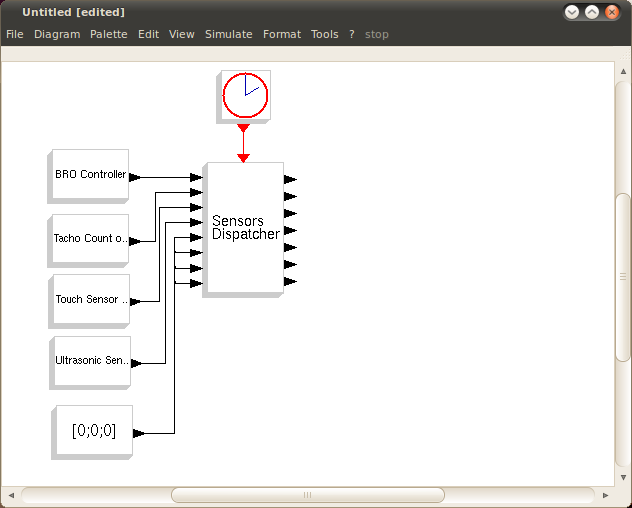 Untitled [edited]
File Diagram Palette Edit View Simulate Format Tools ? stop
BRO Controller
Sensors
Dispatcher
Tacho Count o..
Touch Sensor ..
Ultrasonic Sen..
[0;0;0]